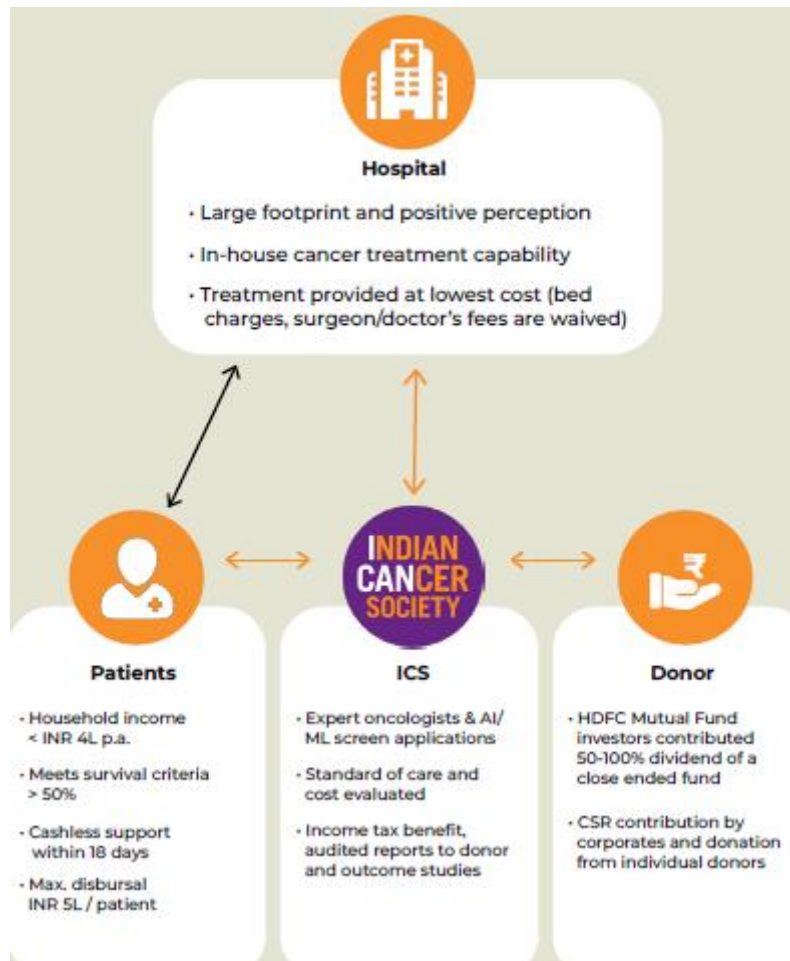 Hospital
· Large footprint and positive perception
· In-house cancer treatment capability
· Treatment provided at lowest cost (bed
charges, surgeon/doctor's fees are waived)
INDIAN
CANCER
SOCIETY
₹
Patients
· Household income
< INR 4L p.a.
· Meets survival criteria
> 50%
· Cashless support
within 18 days
· Max. disbursal
INR 5L / patient
ICS
· Expert oncologists & AI/
ML screen applications
· Standard of care and
cost evaluated
· Income tax benefit,
audited reports to donor
and outcome studies
Donor
· HDFC Mutual Fund
investors contributed
50-100% dividend of a
close ended fund
· CSR contribution by
corporates and donation
from individual donors